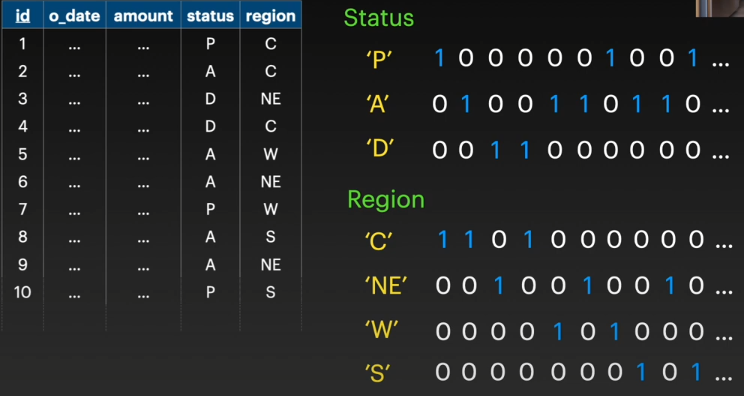 id o_date amount status region
1 ... ... P C
2 ... ... A C
3 ... ... D NE
4 ... ... D C
5 ... ... A W
6 ... ... A NE
7 ... ... P W
8 ... ... A S
9 ... ... A NE
10 ... ... P S
Status
‘P’ 1 0 0 0 0 0 1 0 0 1 ...
‘A’ 0 1 0 0 1 1 0 1 1 0 ...
‘D’ 0 0 1 1 0 0 0 0 0 0 ...
Region
‘C’ 1 1 0 1 0 0 0 0 0 0 ...
‘NE’ 0 0 1 0 0 1 0 0 1 0 ...
‘W’ 0 0 0 0 1 0 1 0 0 0 ...
‘S’ 0 0 0 0 0 0 0 1 0 1 ...